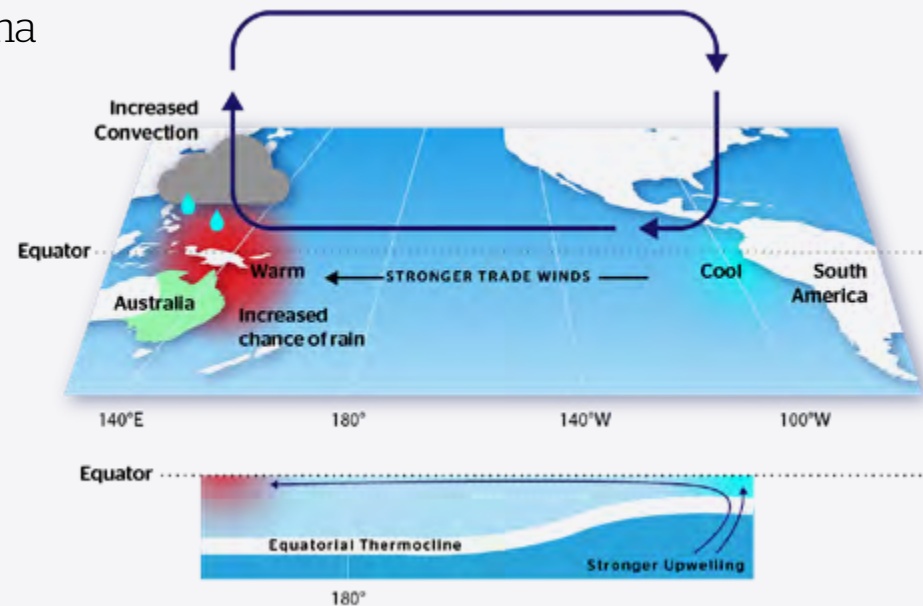 na
Increased
Convection
Equator
Warm
STRONGER TRADE WINDS
Cool
South
America
Australia
Increased
chance of rain
140°E
180°
140°W
100°W
Equator
Equatorial Thermocline
Stronger Upwelling
180°